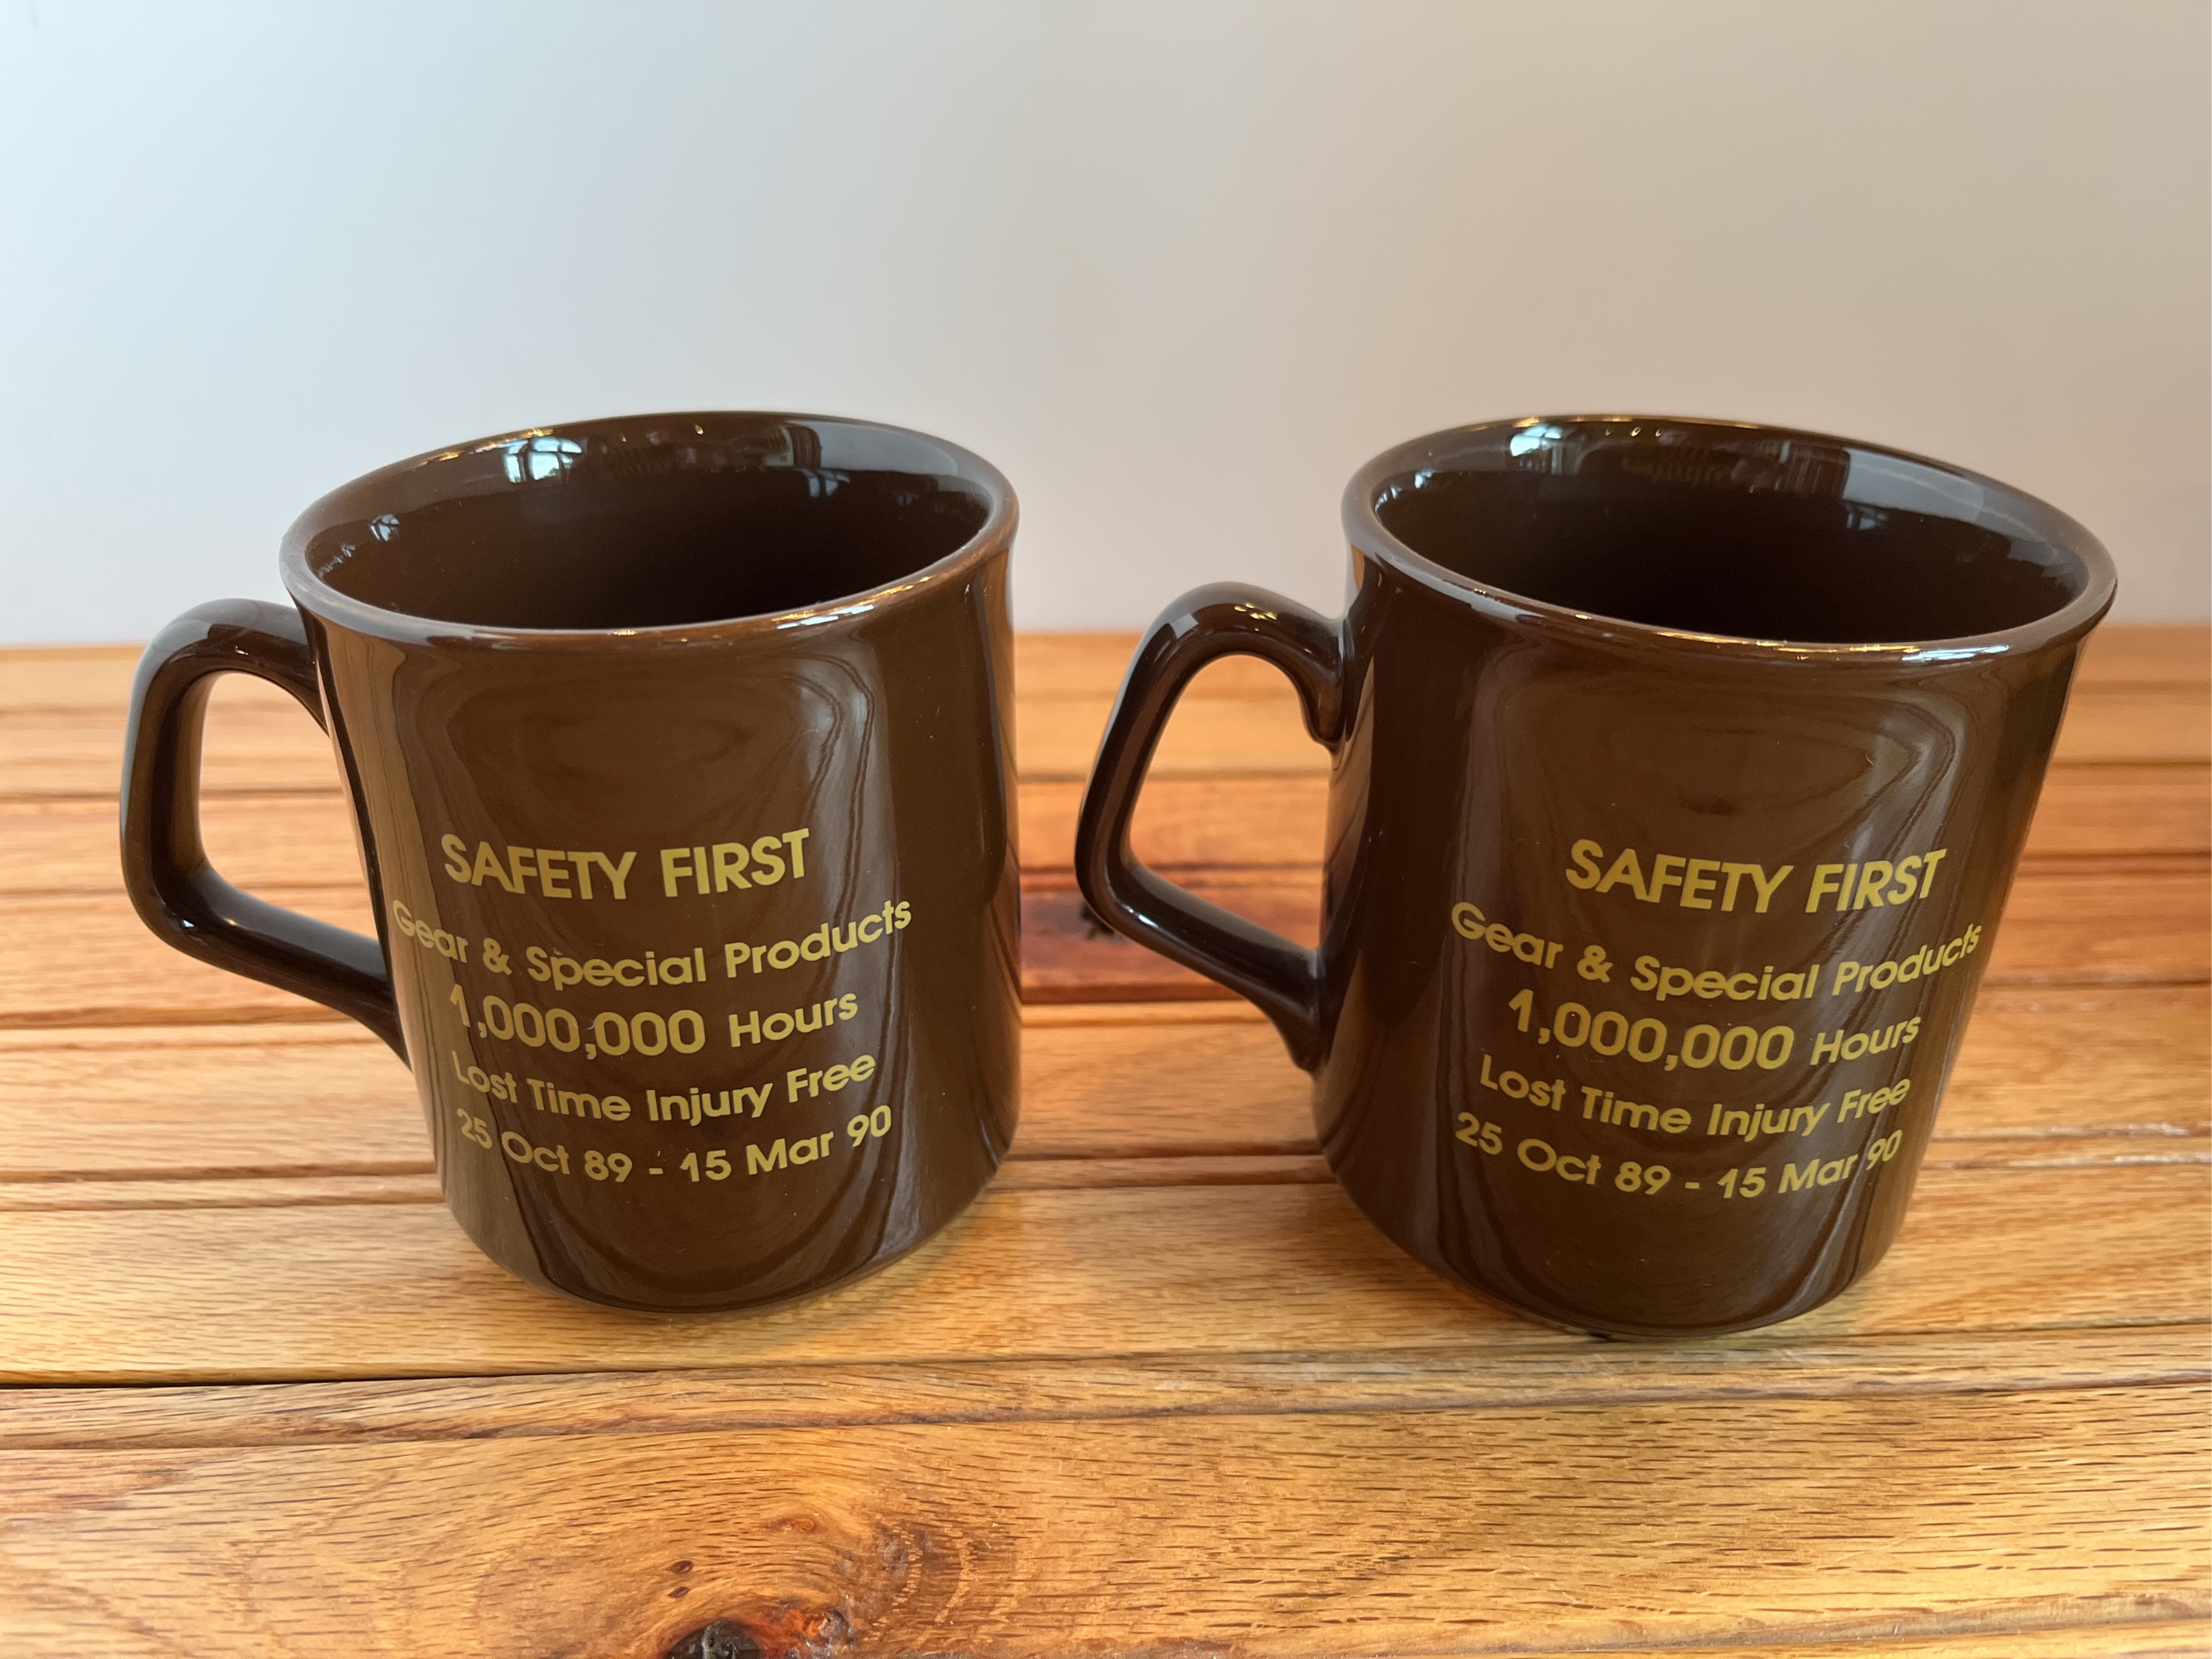 SAFETY FIRST
Gear & Special Products
1,000,000 Hours
Lost Time Injury Free
25 Oct 89 - 15 Mar 90
SAFETY FIRST
Gear & Special Products
1,000,000 Hours
Lost Time Injury Free
25 Oct 89 - 15 Mar 90